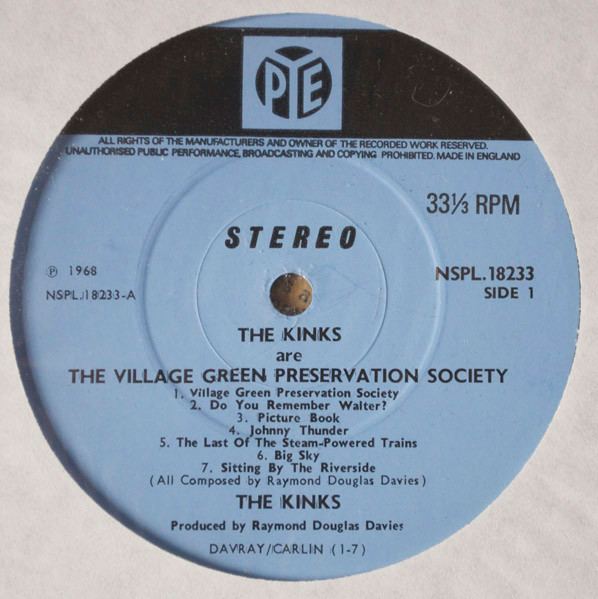 PYE
ALL RIGHTS OF THE MANUFACTURERS AND OWNER OF THE RECORDED WORK RESERVED.
UNAUTHORISED PUBLIC PERFORMANCE, BROADCASTING AND COPYING PROHIBITED. MADE IN ENGLAND
33⅓ RPM
STEREO
℗ 1968
NSPL.18233-A
NSPL.18233
SIDE 1
THE KINKS
are
THE VILLAGE GREEN PRESERVATION SOCIETY
1. Village Green Preservation Society
2. Do You Remember Walter?
3. Picture Book
4. Johnny Thunder
5. The Last Of The Steam-Powered Trains
6. Big Sky
7. Sitting By The Riverside
(All Composed by Raymond Douglas Davies)
THE KINKS
Produced by Raymond Douglas Davies
DAVRAY/CARLIN (1-7)